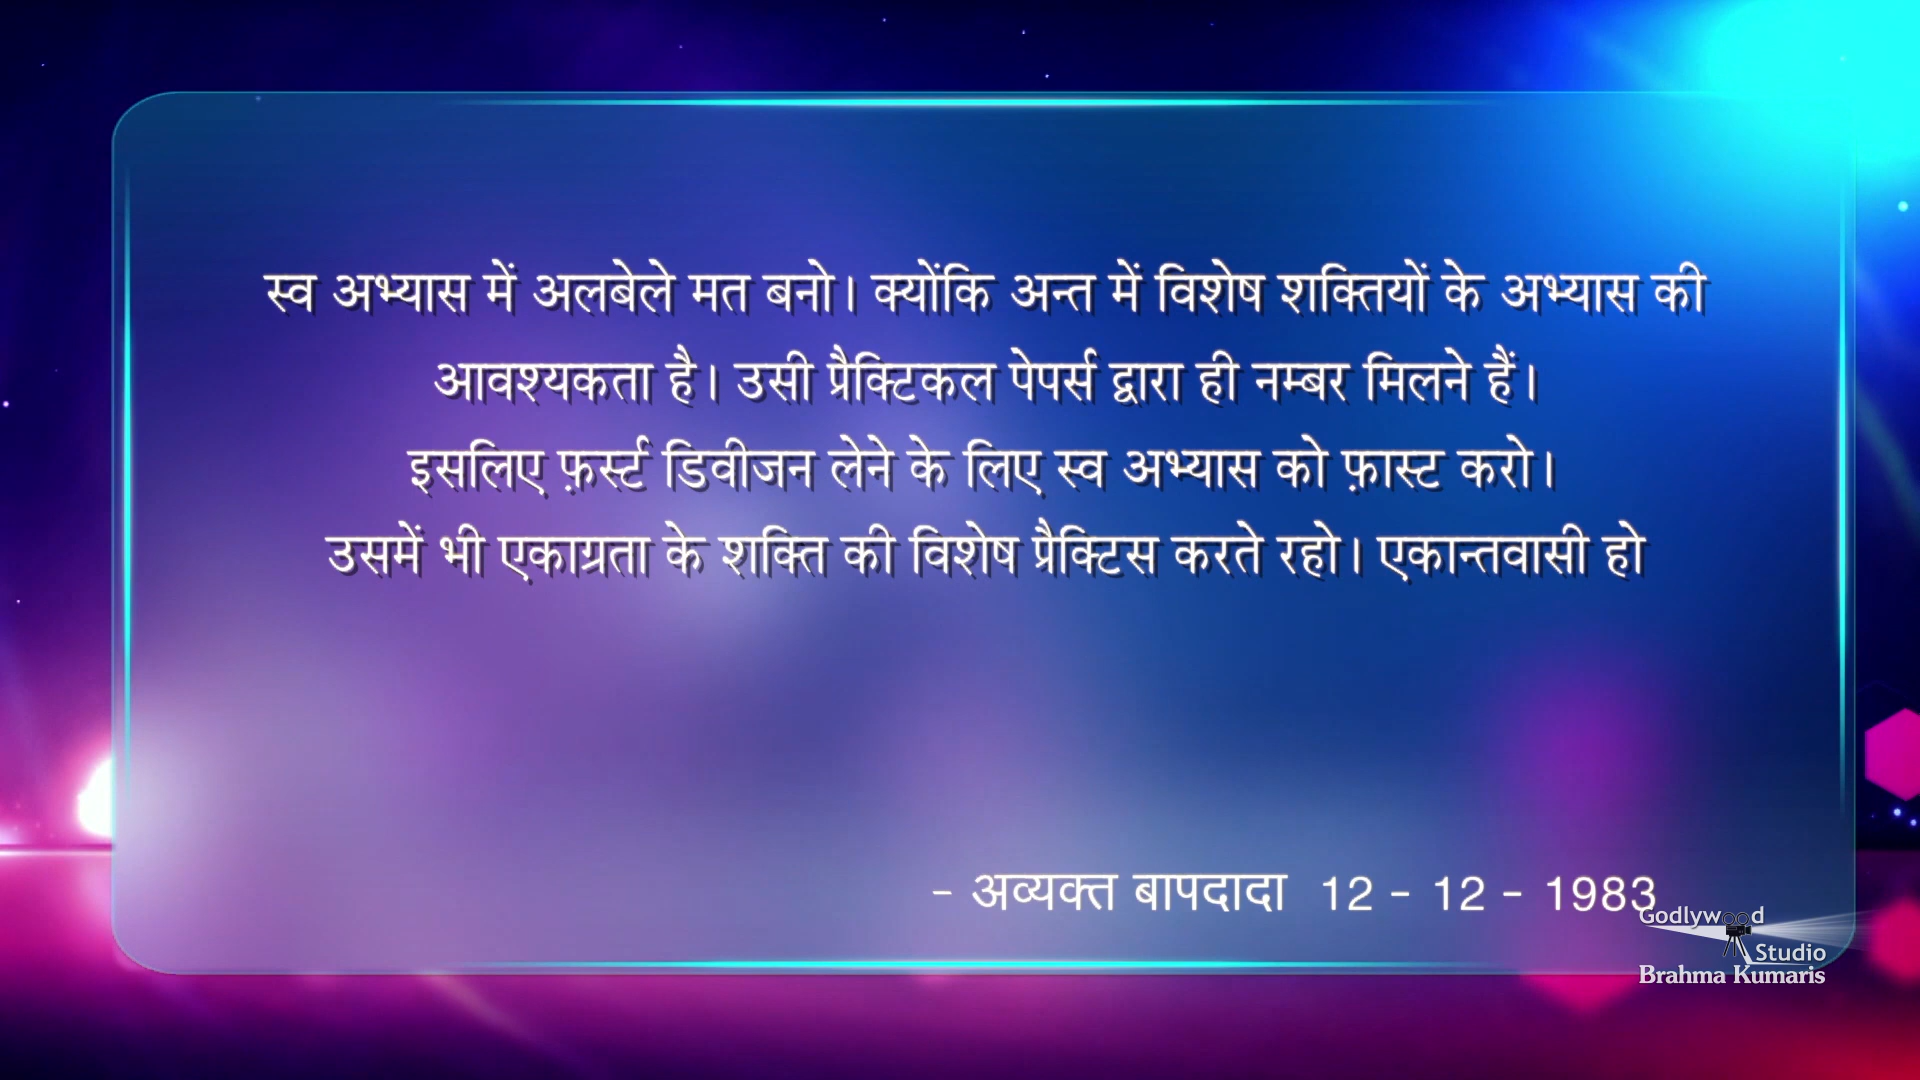 स्व अभ्यास में अलबेले मत बनो। क्योंकि अन्त में विशेष शक्तियों के अभ्यास की
आवश्यकता है। उसी प्रैक्टिकल पेपर्स द्वारा ही नम्बर मिलने हैं।
इसलिए फ़र्स्ट डिवीजन लेने के लिए स्व अभ्यास को फ़ास्ट करो।
उसमें भी एकाग्रता के शक्ति की विशेष प्रैक्टिस करते रहो। एकान्तवासी हो
- अव्यक्त बापदादा 12 - 12 - 1983
Godlywood
Studio
Brahma Kumaris